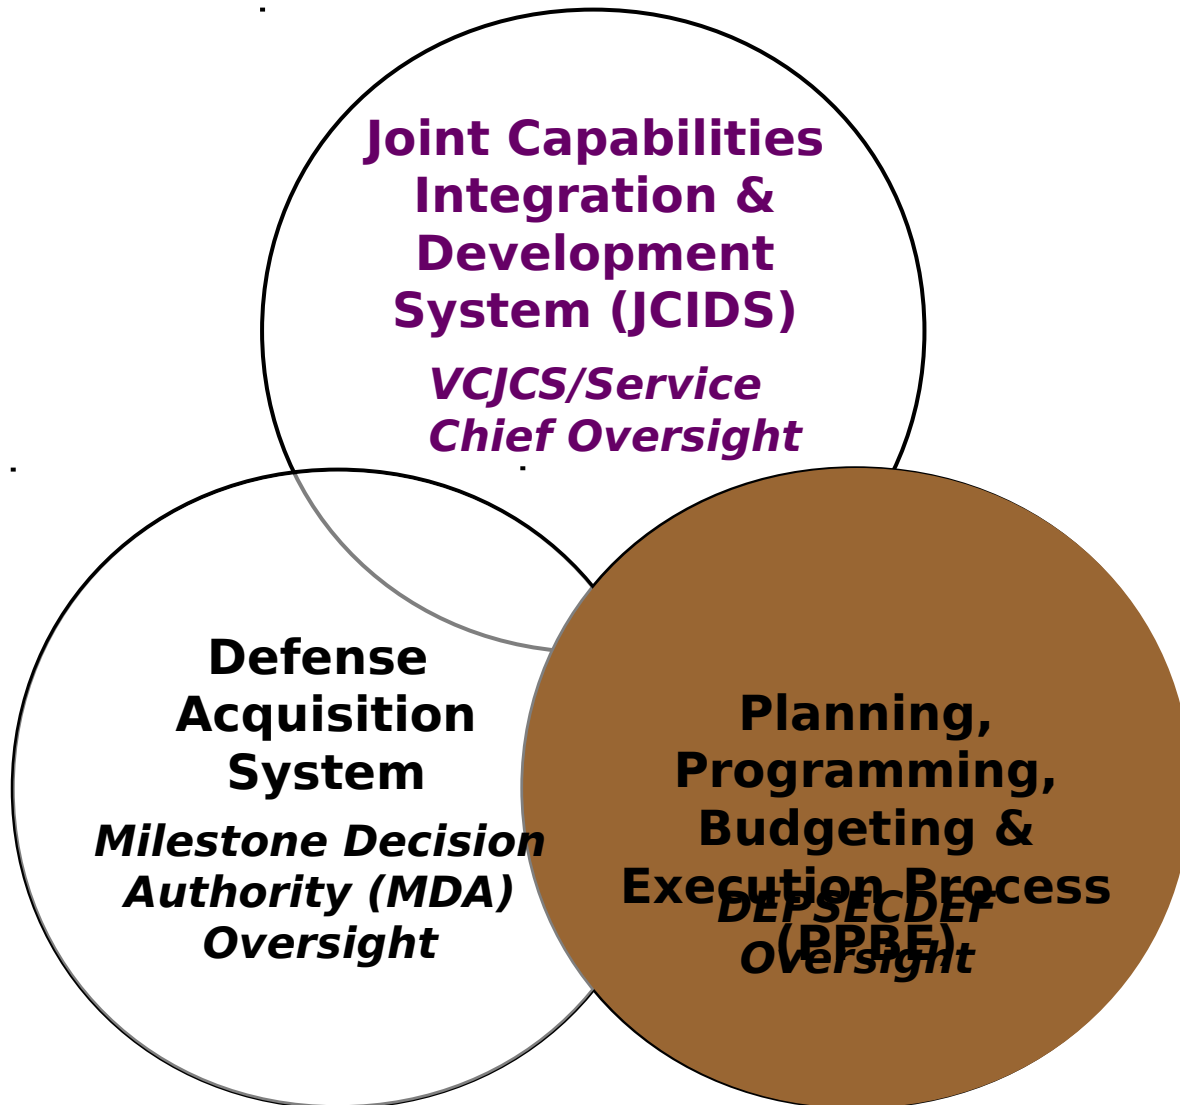 Joint Capabilities
Integration &
Development
System (JCIDS)
VCJCS/Service
Chief Oversight
Defense
Acquisition
System
Milestone Decision
Authority (MDA)
Oversight
Planning,
Programming,
Budgeting &
Execution Process
(PPBE)
DEPSECDEF
Oversight